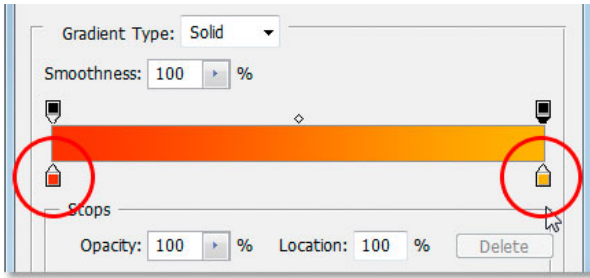 Gradient Type: Solid
Smoothness: 100 %
Stops
Opacity: 100 % Location: 100 % Delete